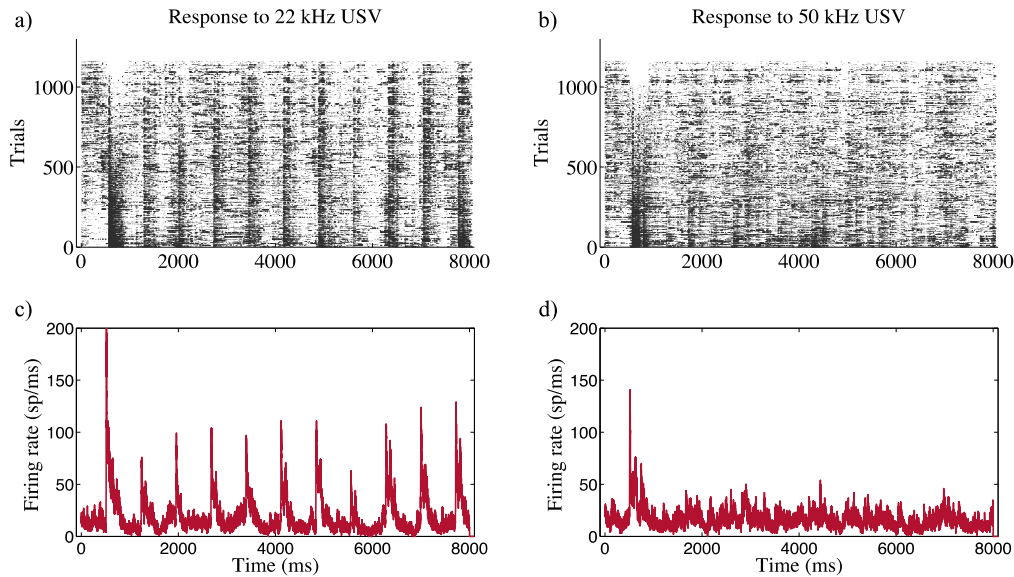 a)
Response to 22 kHz USV
Trials
1000
500
0
0 2000 4000 6000 8000
b)
Response to 50 kHz USV
Trials
1000
500
0
0 2000 4000 6000 8000
c)
Firing rate (sp/ms)
200
150
100
50
0
0 2000 4000 6000 8000
Time (ms)
d)
Firing rate (sp/ms)
200
150
100
50
0
0 2000 4000 6000 8000
Time (ms)